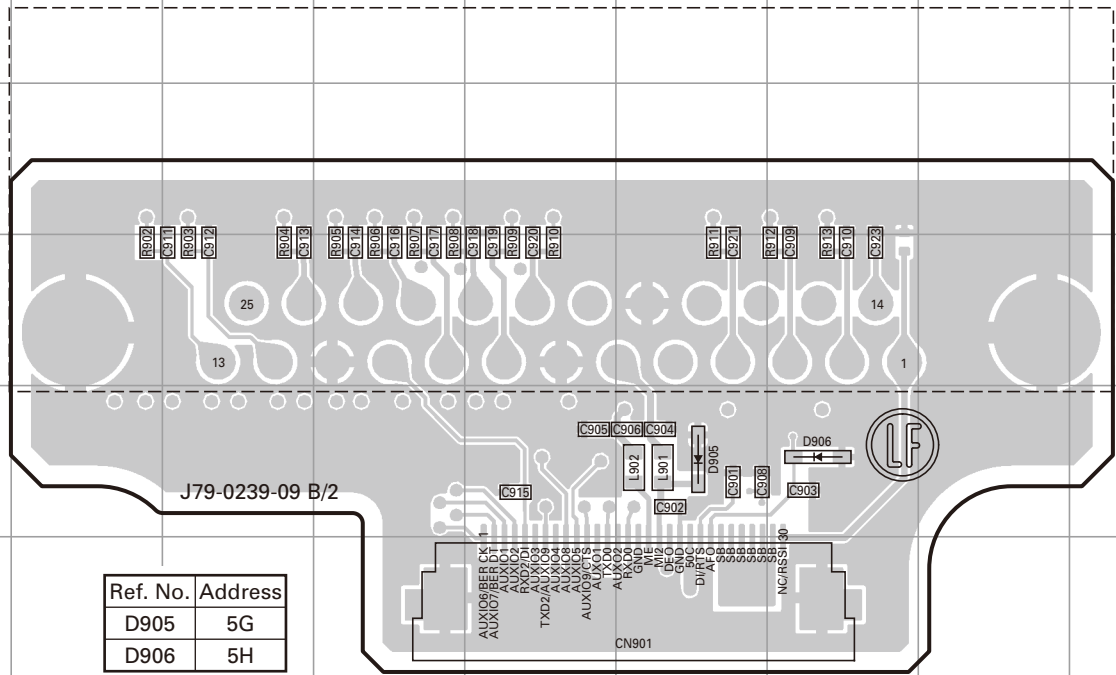 R902 C911 R903 C912 R904 C913 R905 C914 R906 C916 R907 C917 R908 C918 C919 R909 C920 R910 R911 C921 R912 C909 R913 C910 C923
25 14
13 1
C905 C906 C904
D906
LF
L902 L901 D905
C901 C908
J79-0239-09 B/2
C915 C903
C902
1
30
AUXIO6/BER CK
AUXIO7/BER DT
AUXIO1
AUXIO2
RXD2/DI
AUXIO3
TXD2/AUXIO9
AUXIO4
AUXIO8
AUXIO5
AUXIO9/CTS
AUXO1
TXD0
AUXO2
RXD0
GND
ME
MI2
DEO
GND
50C
DI/RTS
AFO
SB
SB
SB
SB
SB
SB
NC/RSSI
CN901
Ref. No. Address
D905 5G
D906 5H